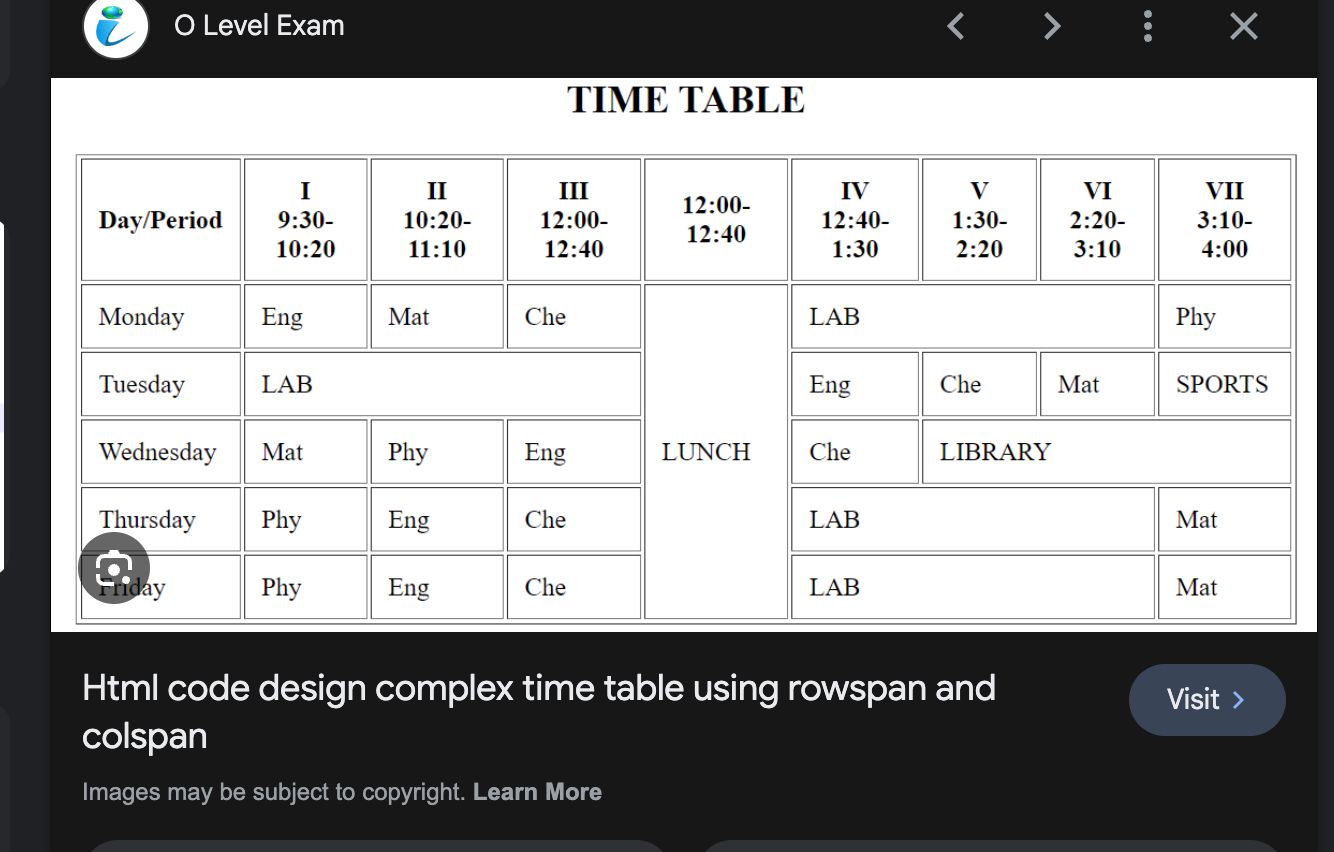 O Level Exam
TIME TABLE
Day/Period I 9:30-10:20 II 10:20-11:10 III 12:00-12:40 12:00-12:40 IV 12:40-1:30 V 1:30-2:20 VI 2:20-3:10 VII 3:10-4:00
Monday Eng Mat Che LAB Phy
Tuesday LAB Eng Che Mat SPORTS
Wednesday Mat Phy Eng LUNCH Che LIBRARY
Thursday Phy Eng Che LAB Mat
Friday Phy Eng Che LAB Mat
Html code design complex time table using rowspan and
colspan
Visit
Images may be subject to copyright. Learn More